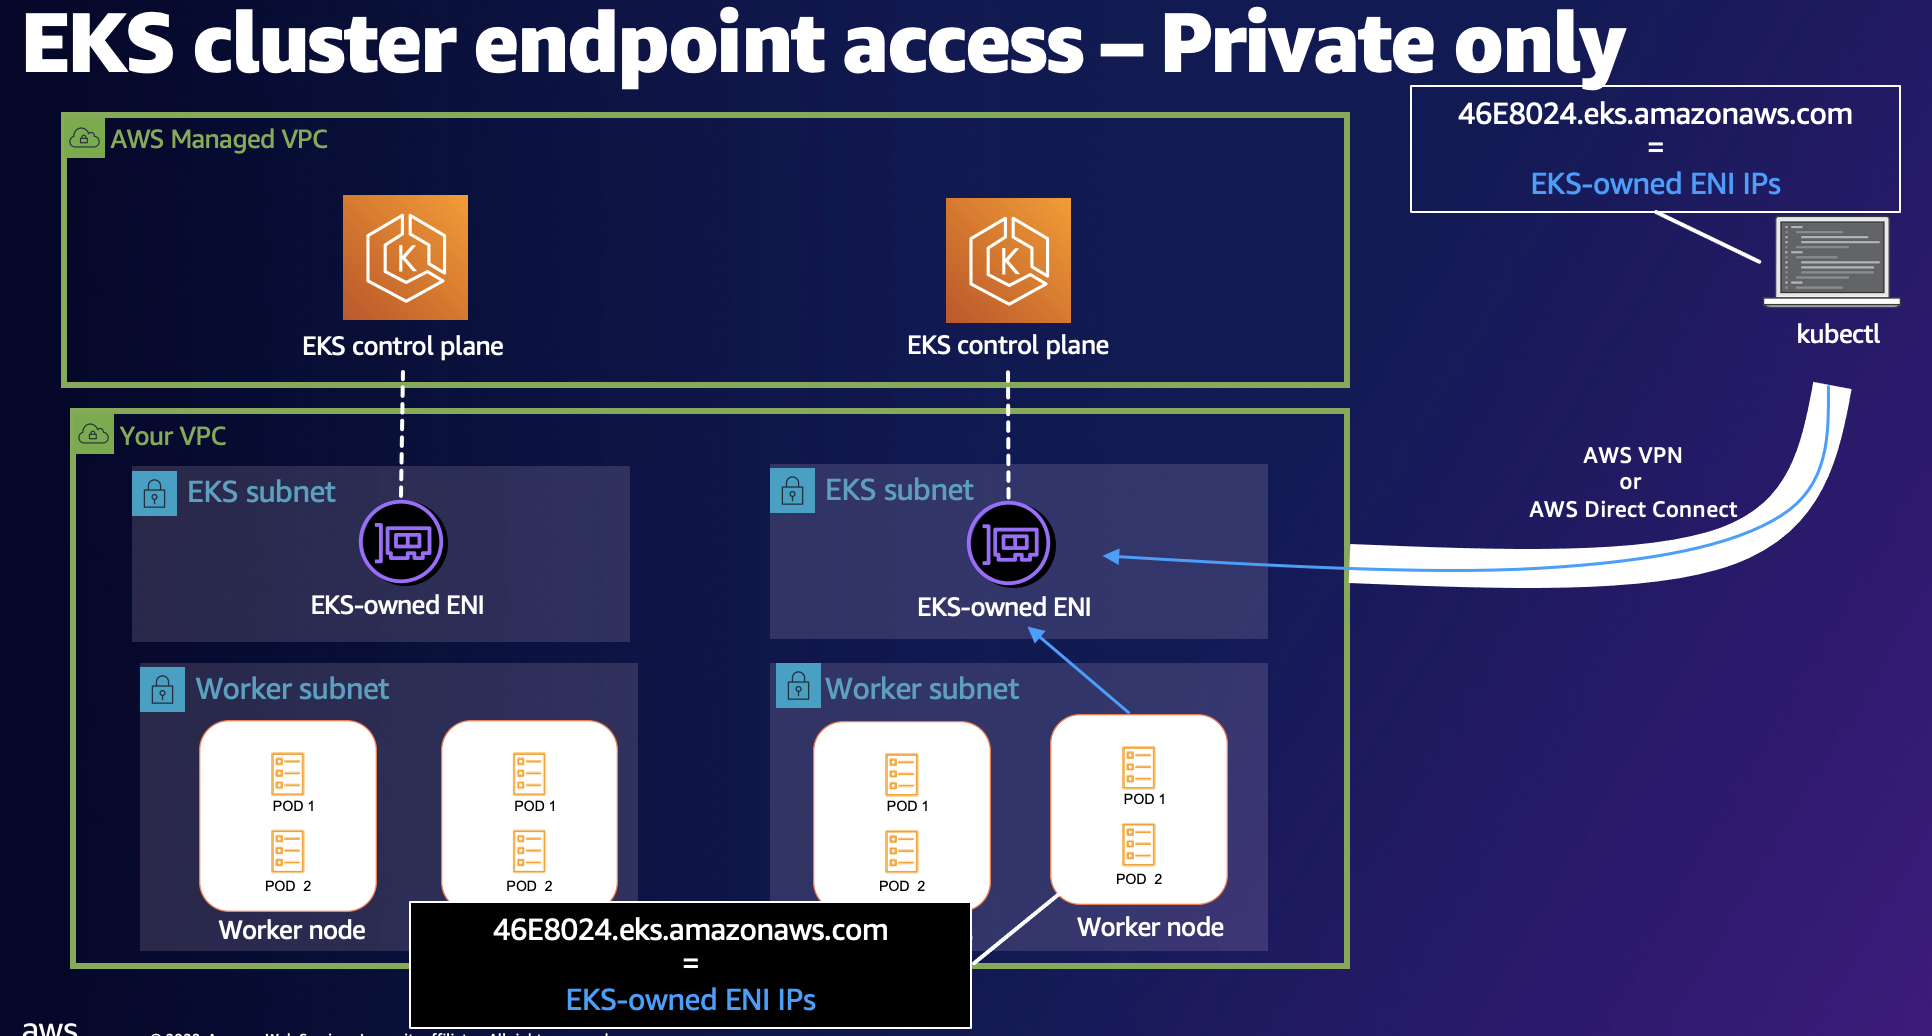 EKS cluster endpoint access – Private only
46E8024.eks.amazonaws.com
=
EKS-owned ENI IPs
AWS Managed VPC
K
K
EKS control plane
EKS control plane
kubectl
Your VPC
AWS VPN
or
AWS Direct Connect
EKS subnet
EKS subnet
EKS-owned ENI
EKS-owned ENI
Worker subnet
Worker subnet
POD 1
POD 2
Worker node
POD 1
POD 2
POD 1
POD 2
POD 1
POD 2
Worker node
46E8024.eks.amazonaws.com
=
EKS-owned ENI IPs
aws